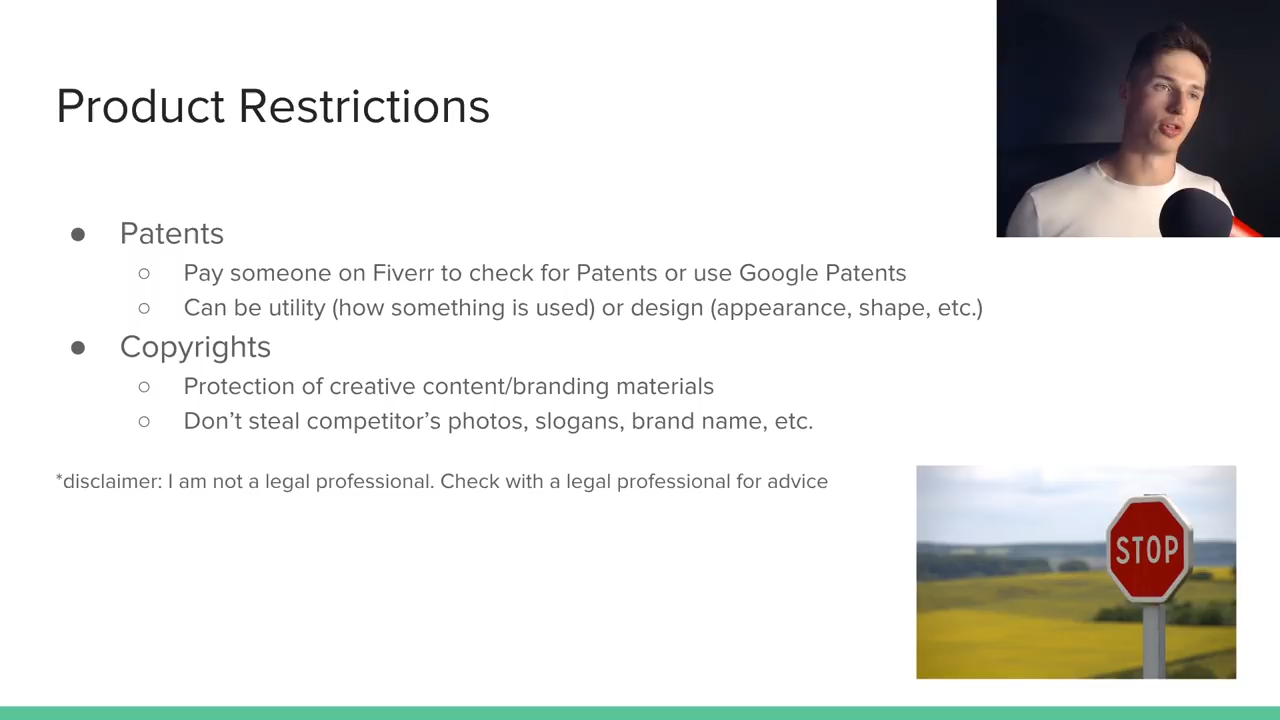 Product Restrictions
● Patents
○ Pay someone on Fiverr to check for Patents or use Google Patents
○ Can be utility (how something is used) or design (appearance, shape, etc.)
● Copyrights
○ Protection of creative content/branding materials
○ Don’t steal competitor’s photos, slogans, brand name, etc.
*disclaimer: I am not a legal professional. Check with a legal professional for advice
STOP